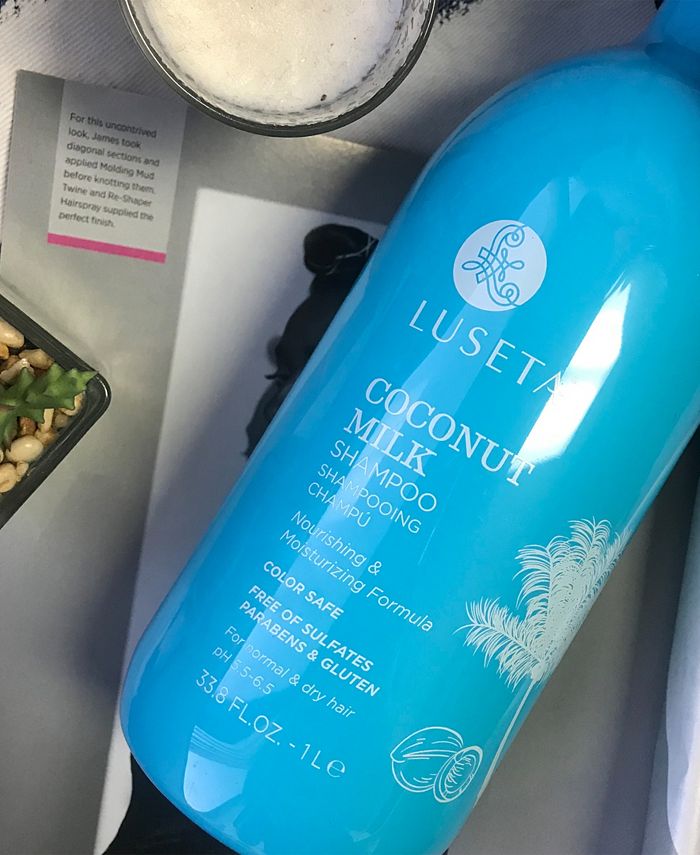 For this uncontrived
look, James took
diagonal sections and
applied Molding Mud
before knotting them.
Twine and Re-Shaper
Hairspray supplied the
perfect finish.
LUSETA
COCONUT
MILK
SHAMPOO
SHAMPOOING
CHAMPÚ
Nourishing &
Moisturizing Formula
COLOR SAFE
FREE OF SULFATES
PARABENS & GLUTEN
For normal & dry hair
pH 5.5-6.5
33.8 FL.OZ. - 1 L e